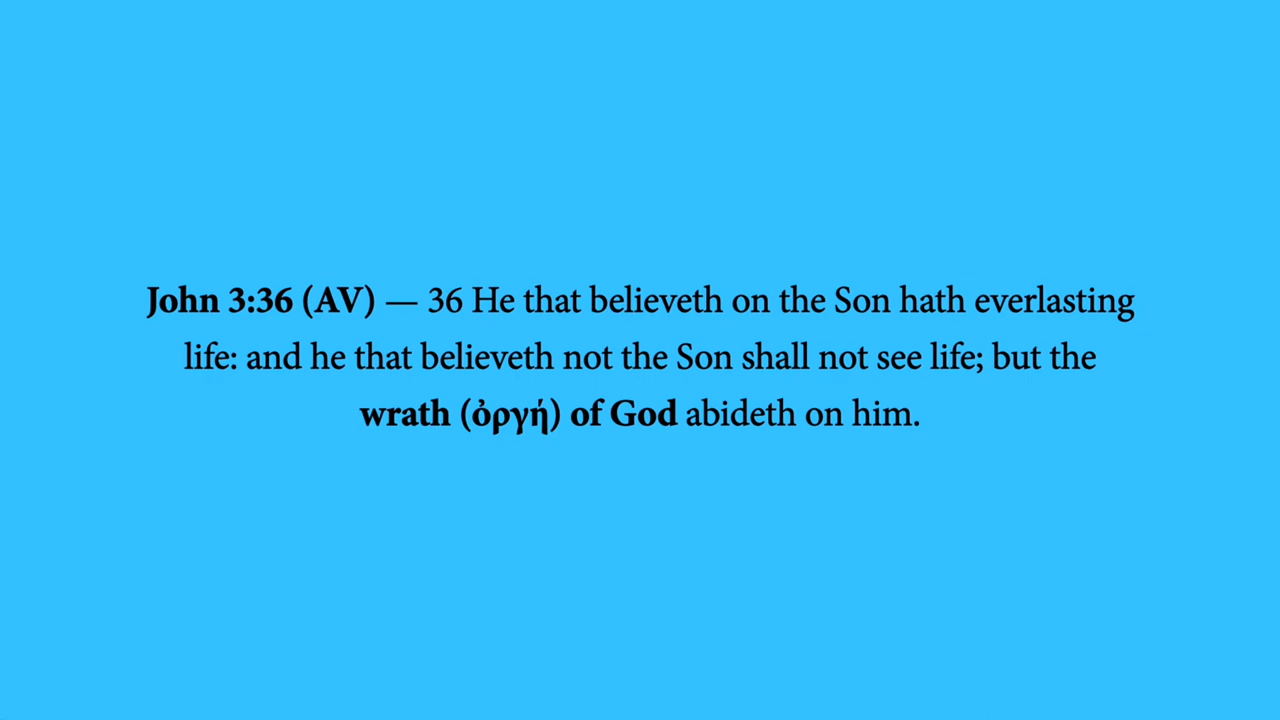 John 3:36 (AV) — 36 He that believeth on the Son hath everlasting
life: and he that believeth not the Son shall not see life; but the
wrath (ὀργή) of God abideth on him.